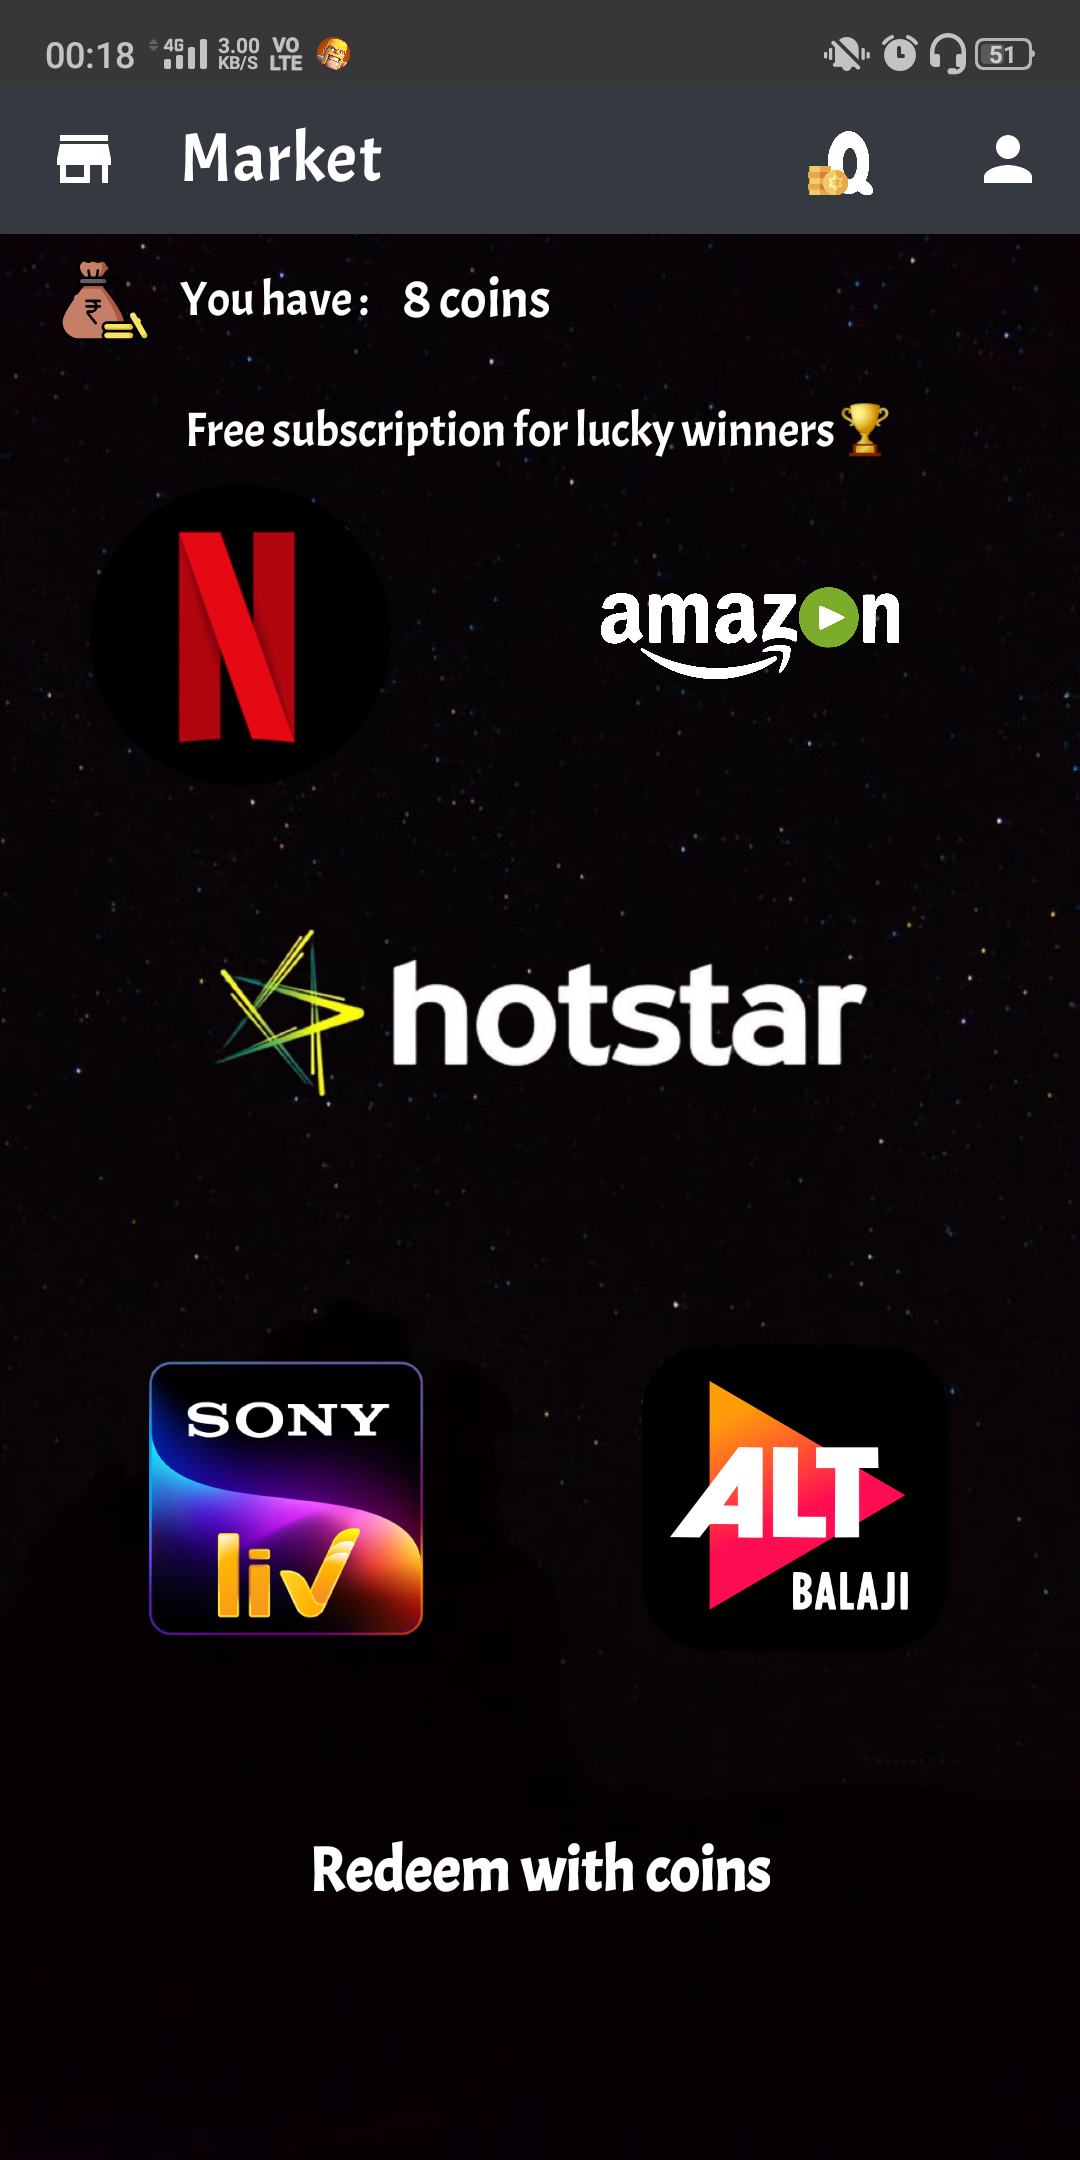 00:18 4G 3.00 KB/S VO LTE 51
Market
You have : 8 coins
Free subscription for lucky winners🏆
N
amazon
hotstar
SONY
liv
ALT
BALAJI
Redeem with coins